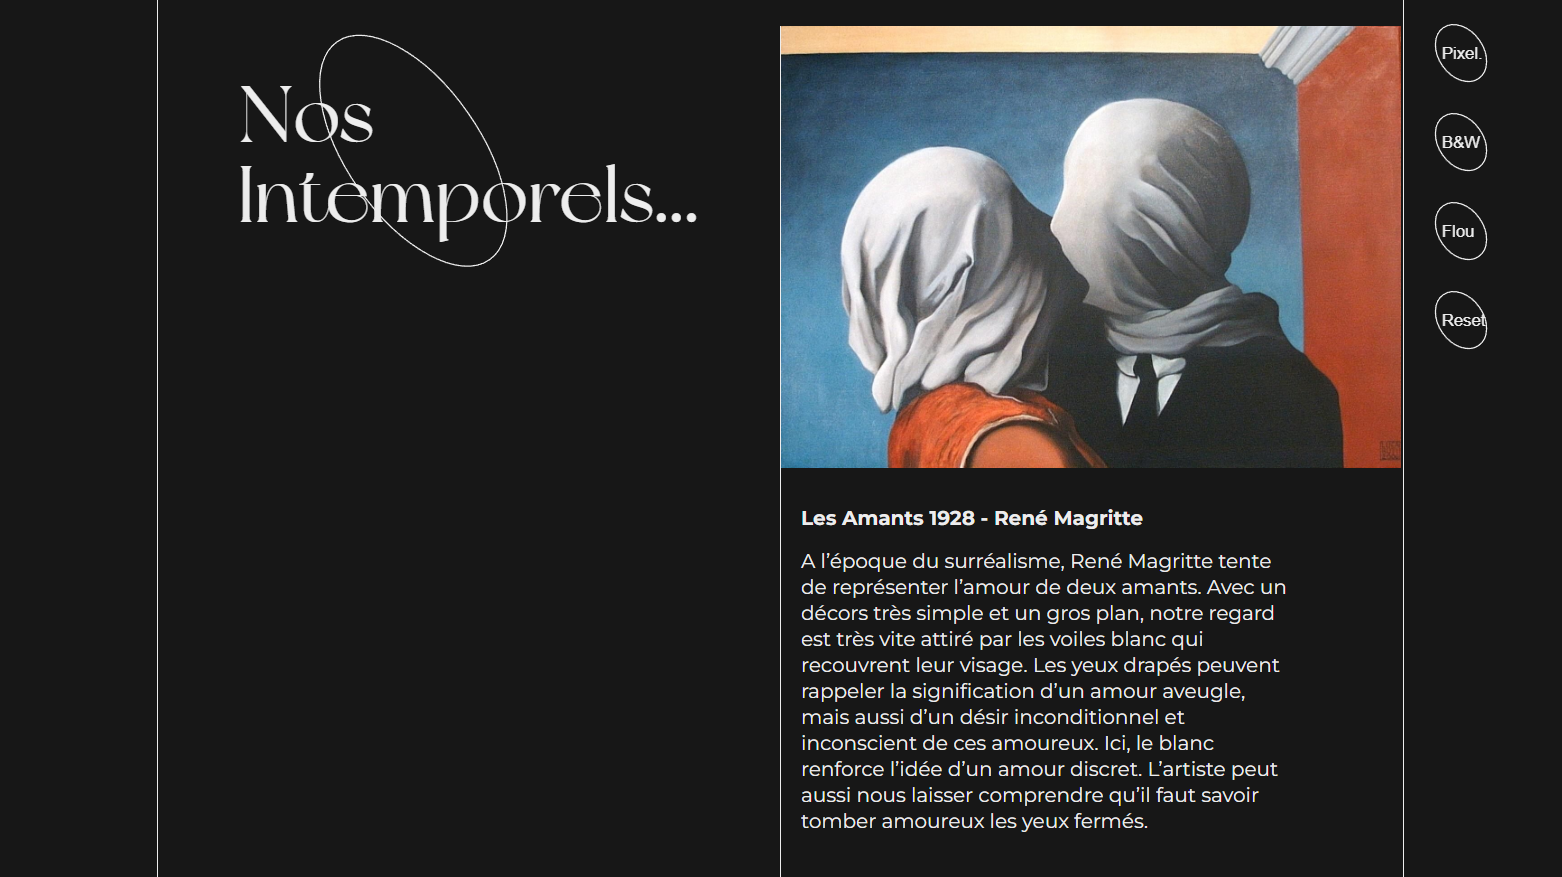 Nos
Intemporels...
Les Amants 1928 - René Magritte
A l’époque du surréalisme, René Magritte tente
de représenter l’amour de deux amants. Avec un
décors très simple et un gros plan, notre regard
est très vite attiré par les voiles blanc qui
recouvrent leur visage. Les yeux drapés peuvent
rappeler la signification d’un amour aveugle,
mais aussi d’un désir inconditionnel et
inconscient de ces amoureux. Ici, le blanc
renforce l’idée d’un amour discret. L’artiste peut
aussi nous laisser comprendre qu’il faut savoir
tomber amoureux les yeux fermés.
Pixel.
B&W
Flou
Reset